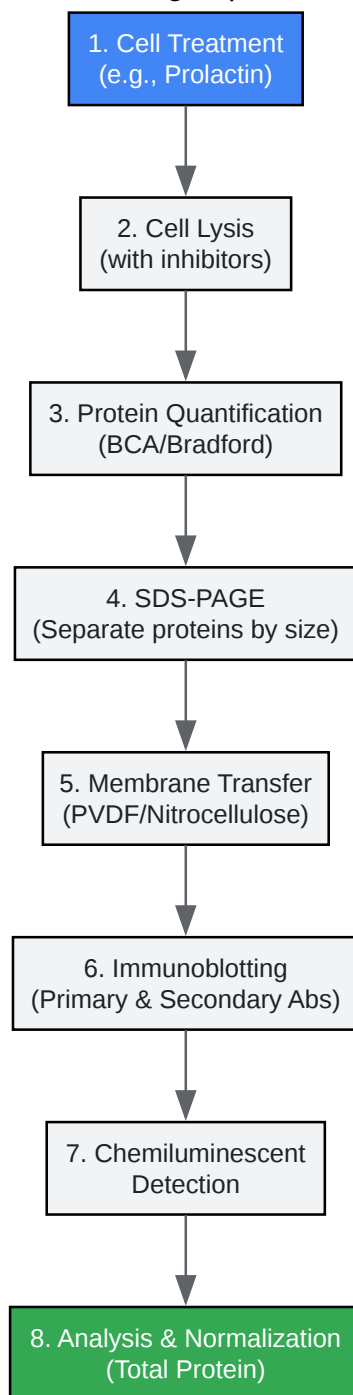 1. Cell Treatment
(e.g., Prolactin)
2. Cell Lysis
(with inhibitors)
3. Protein Quantification
(BCA/Bradford)
4. SDS-PAGE
(Separate proteins by size)
5. Membrane Transfer
(PVDF/Nitrocellulose)
6. Immunoblotting
(Primary & Secondary Abs)
7. Chemiluminescent
Detection
8. Analysis & Normalization
(Total Protein)